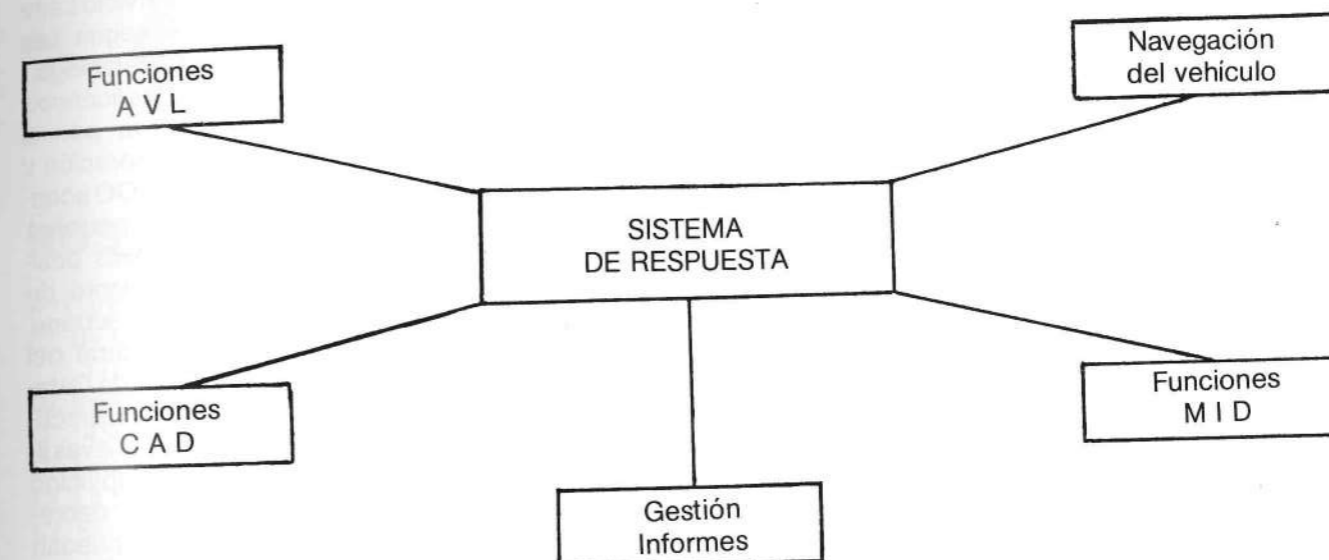 Funciones
A V L
Navegación
del vehículo
SISTEMA
DE RESPUESTA
Funciones
C A D
Funciones
M I D
Gestión
Informes